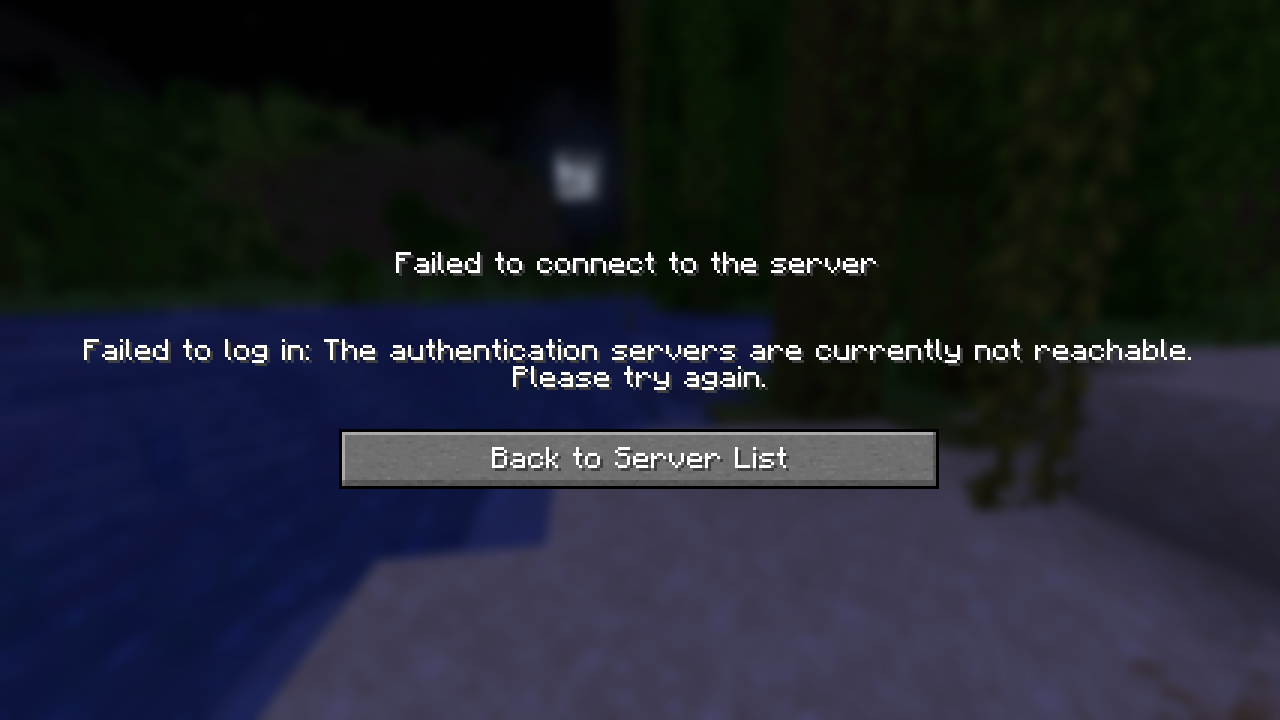 Failed to connect to the server
Failed to log in: The authentication servers are currently not reachable.
Please try again.
Back to Server List